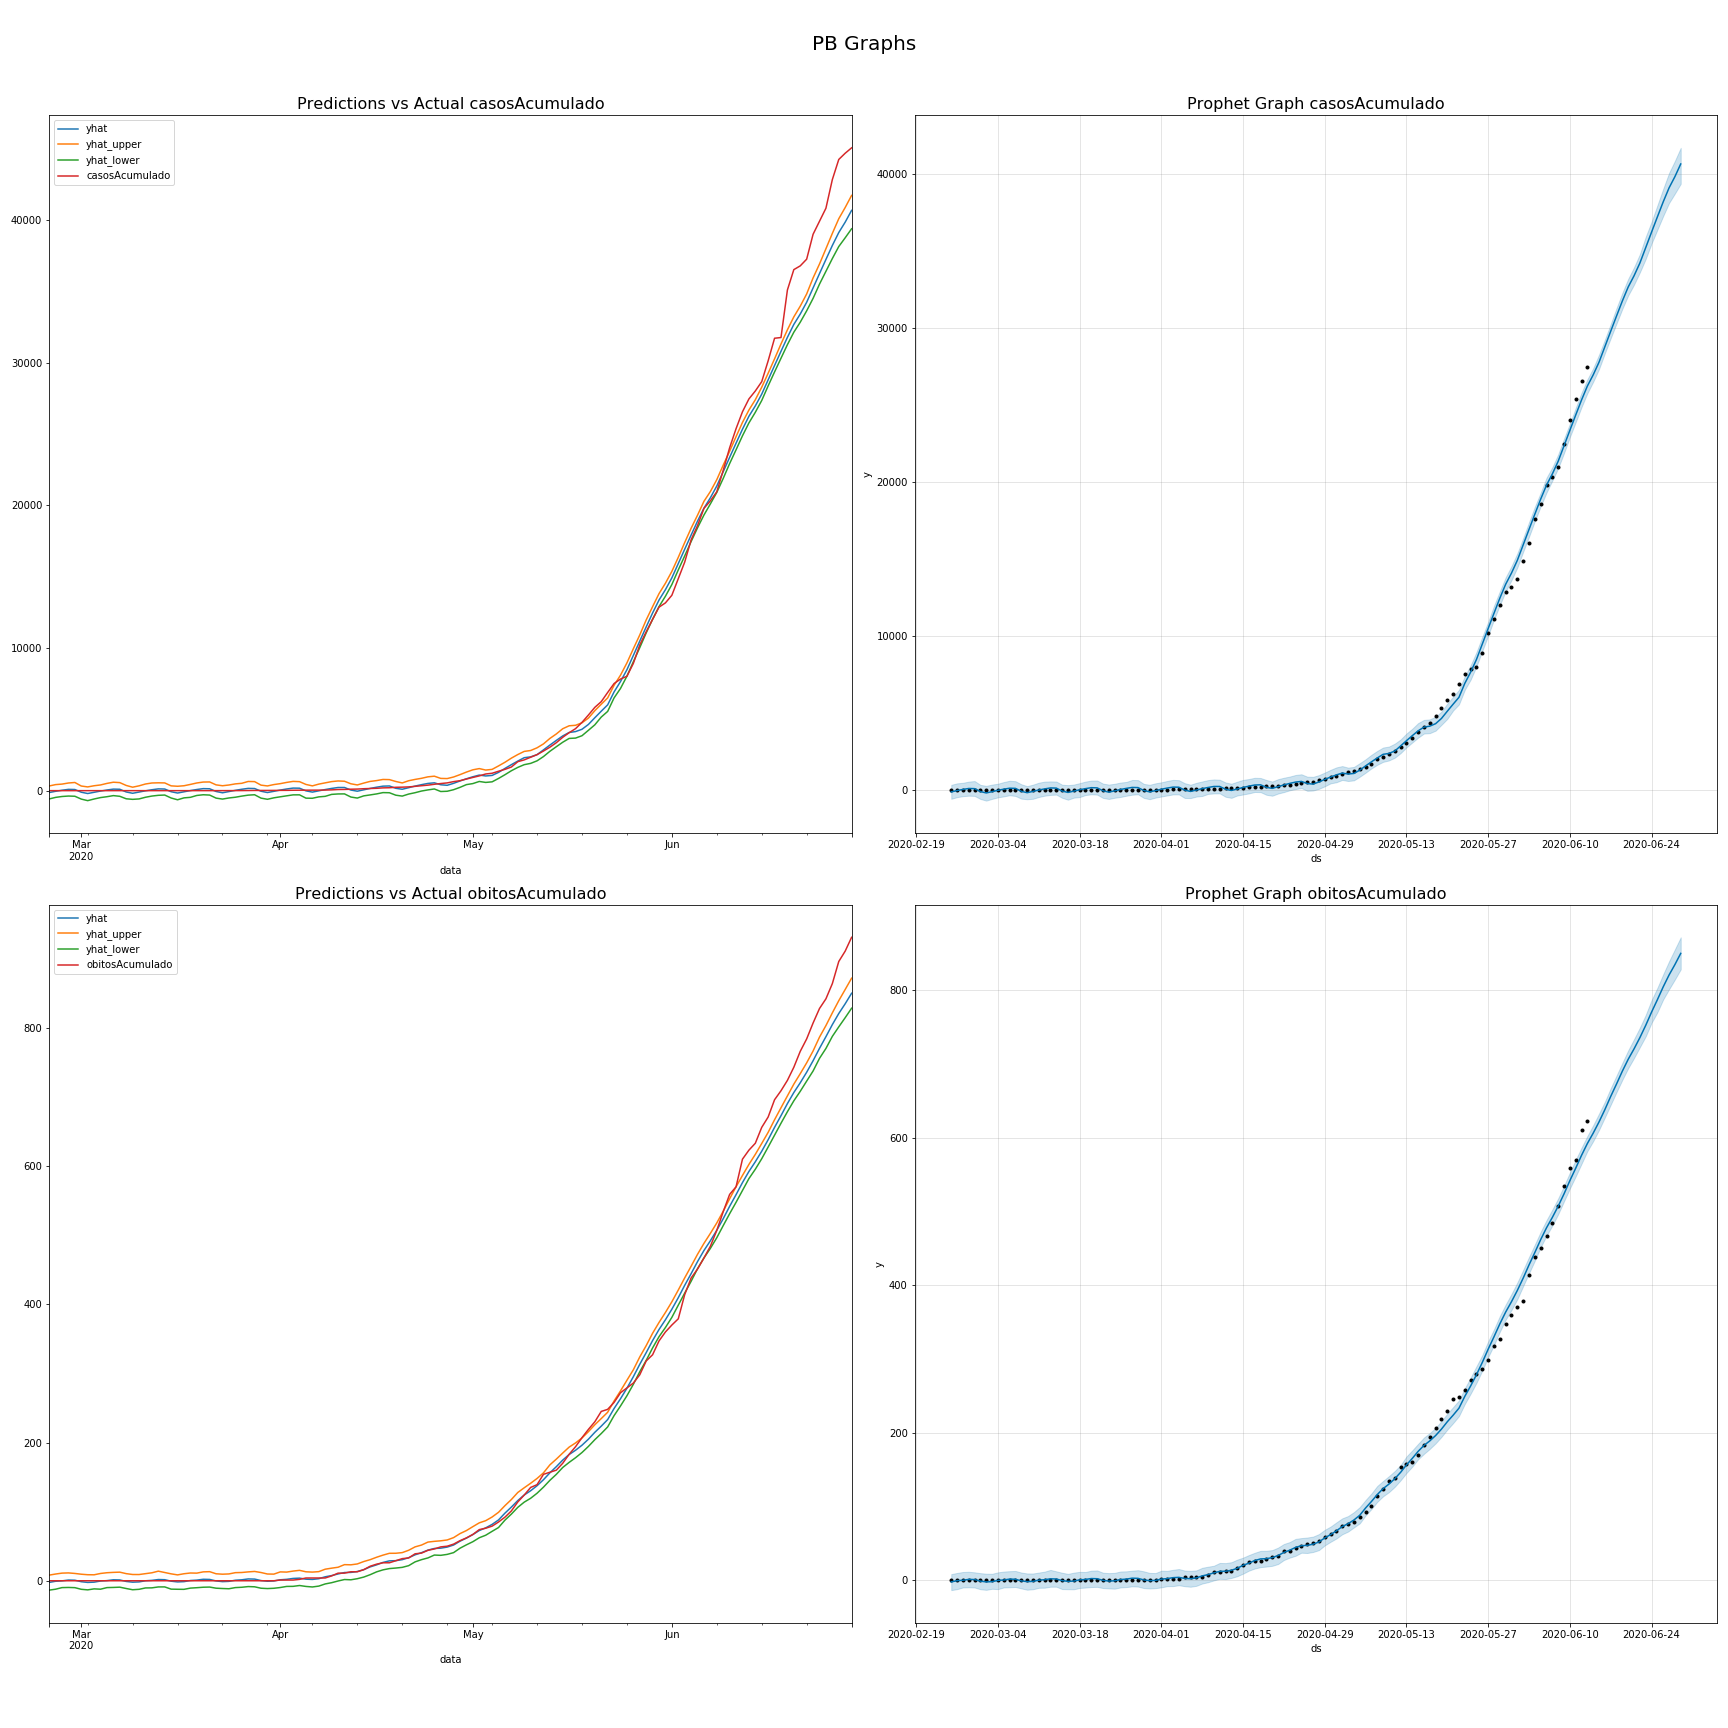 PB Graphs
Predictions vs Actual casosAcumulado
yhat
yhat_upper
yhat_lower
casosAcumulado
40000
30000
20000
10000
0
Mar
2020
Apr
May
Jun
data
Prophet Graph casosAcumulado
y
40000
30000
20000
10000
0
2020-02-19
2020-03-04
2020-03-18
2020-04-01
2020-04-15
2020-04-29
2020-05-13
2020-05-27
2020-06-10
2020-06-24
ds
Predictions vs Actual obitosAcumulado
yhat
yhat_upper
yhat_lower
obitosAcumulado
800
600
400
200
0
Mar
2020
Apr
May
Jun
data
Prophet Graph obitosAcumulado
y
800
600
400
200
0
2020-02-19
2020-03-04
2020-03-18
2020-04-01
2020-04-15
2020-04-29
2020-05-13
2020-05-27
2020-06-10
2020-06-24
ds